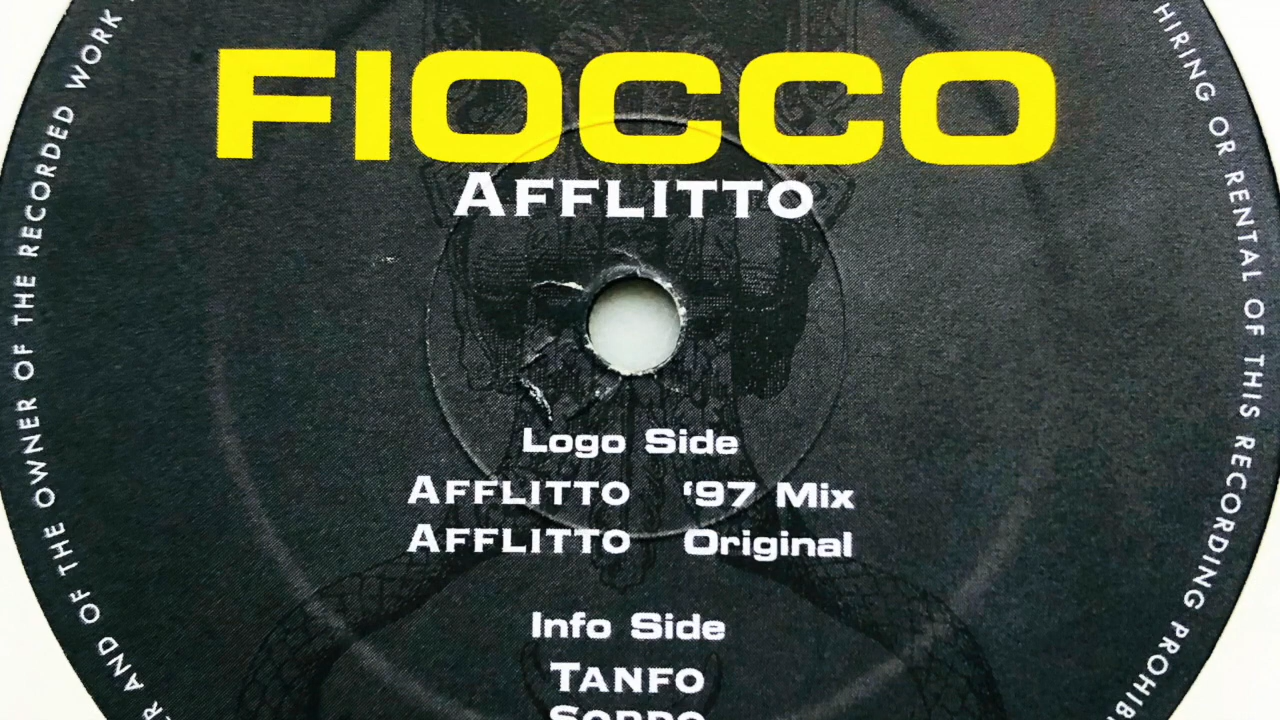 FIOCCO
AFFLITTO
Logo Side
AFFLITTO '97 Mix
AFFLITTO Original
Info Side
TANFO
AND OF THE OWNER OF THE RECORDED WORK
HIRING OR RENTAL OF THIS RECORDING